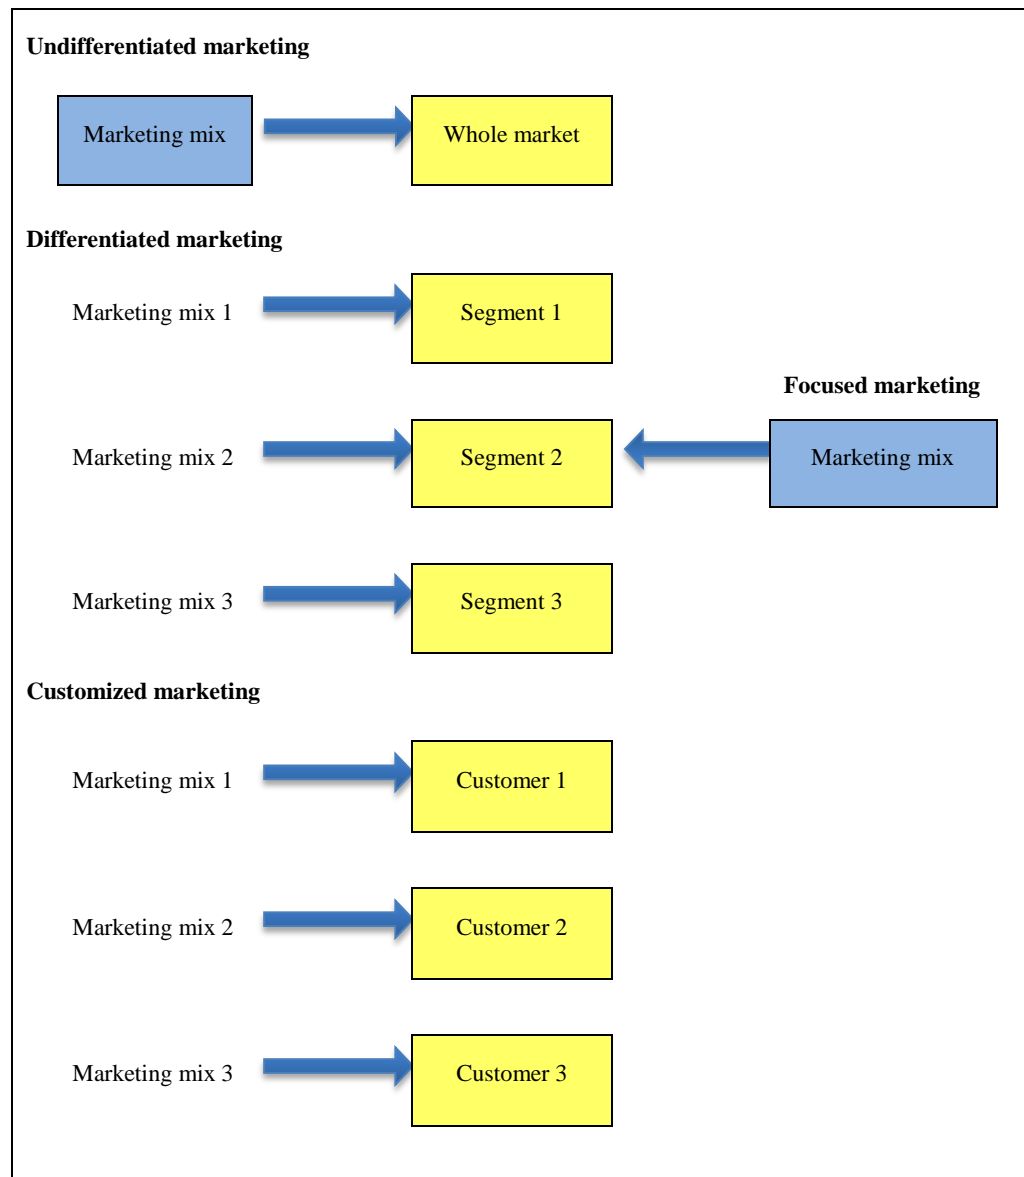 Undifferentiated marketing
Marketing mix
Whole market
Differentiated marketing
Marketing mix 1
Segment 1
Focused marketing
Marketing mix 2
Segment 2
Marketing mix
Marketing mix 3
Segment 3
Customized marketing
Marketing mix 1
Customer 1
Marketing mix 2
Customer 2
Marketing mix 3
Customer 3